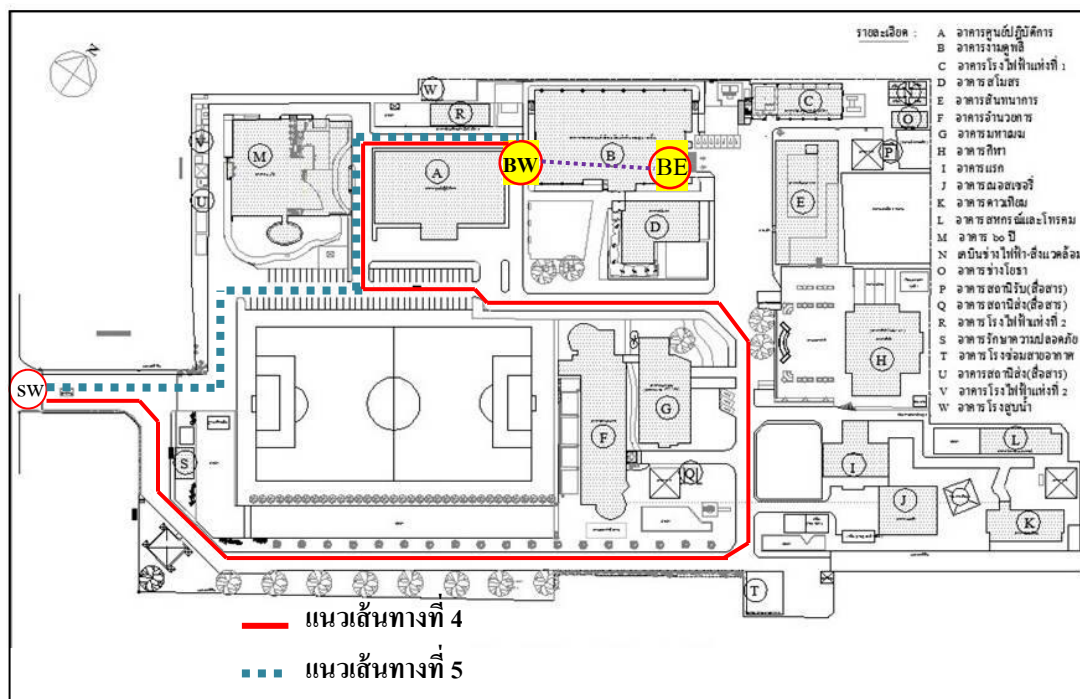 N
รายละเอียด :
A อาคารศูนย์ปฏิบัติการ
B อาคารงามดูพลี
C อาคารโรงไฟฟ้าแห่งที่ 1
D อาคารสโมสร
E อาคารสันทนาการ
F อาคารอำนวยการ
G อาคารมหาเมฆ
H อาคารกีฬา
I อาคารแรก
J อาคารณอสเซอรี่
K อาคารดาวเทียม
L อาคารสหกรณ์และโทรคม
M อาคาร ๖๐ ปี
N เคบินช่างไฟฟ้า-สิ่งแวดล้อม
O อาคารช่างโยธา
P อาคารสถานีรับ(สื่อสาร)
Q อาคารสถานีส่ง(สื่อสาร)
R อาคารโรงไฟฟ้าแห่งที่ 2
S อาคารรักษาความปลอดภัย
T อาคารโรงซ่อมสายอากาศ
U อาคารสถานีส่ง(สื่อสาร)
V อาคารโรงไฟฟ้าแห่งที่ 2
W อาคารโรงสูบน้ำ
W
R
C
N
O
V
M
A
BW
B
BE
P
U
D
E
SW
H
G
F
S
Q
I
L
J
K
T
แนวเส้นทางที่ 4
แนวเส้นทางที่ 5